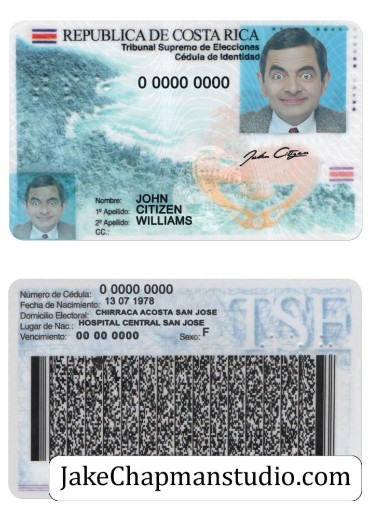 REPUBLICA DE COSTA RICA
Tribunal Supremo de Elecciones
Cédula de Identidad
0 0000 0000
John Citizen
Nombre: JOHN
1º Apellido: CITIZEN
2º Apellido: WILLIAMS
CC.:
Número de Cédula: 0 0000 0000
Fecha de Nacimiento: 13 07 1978
Domicilio Electoral: CHIRRACA ACOSTA SAN JOSE
Lugar de Nac.: HOSPITAL CENTRAL SAN JOSE
Vencimiento: 00 00 0000 Sexo: F
TSE
JakeChapmanstudio.com